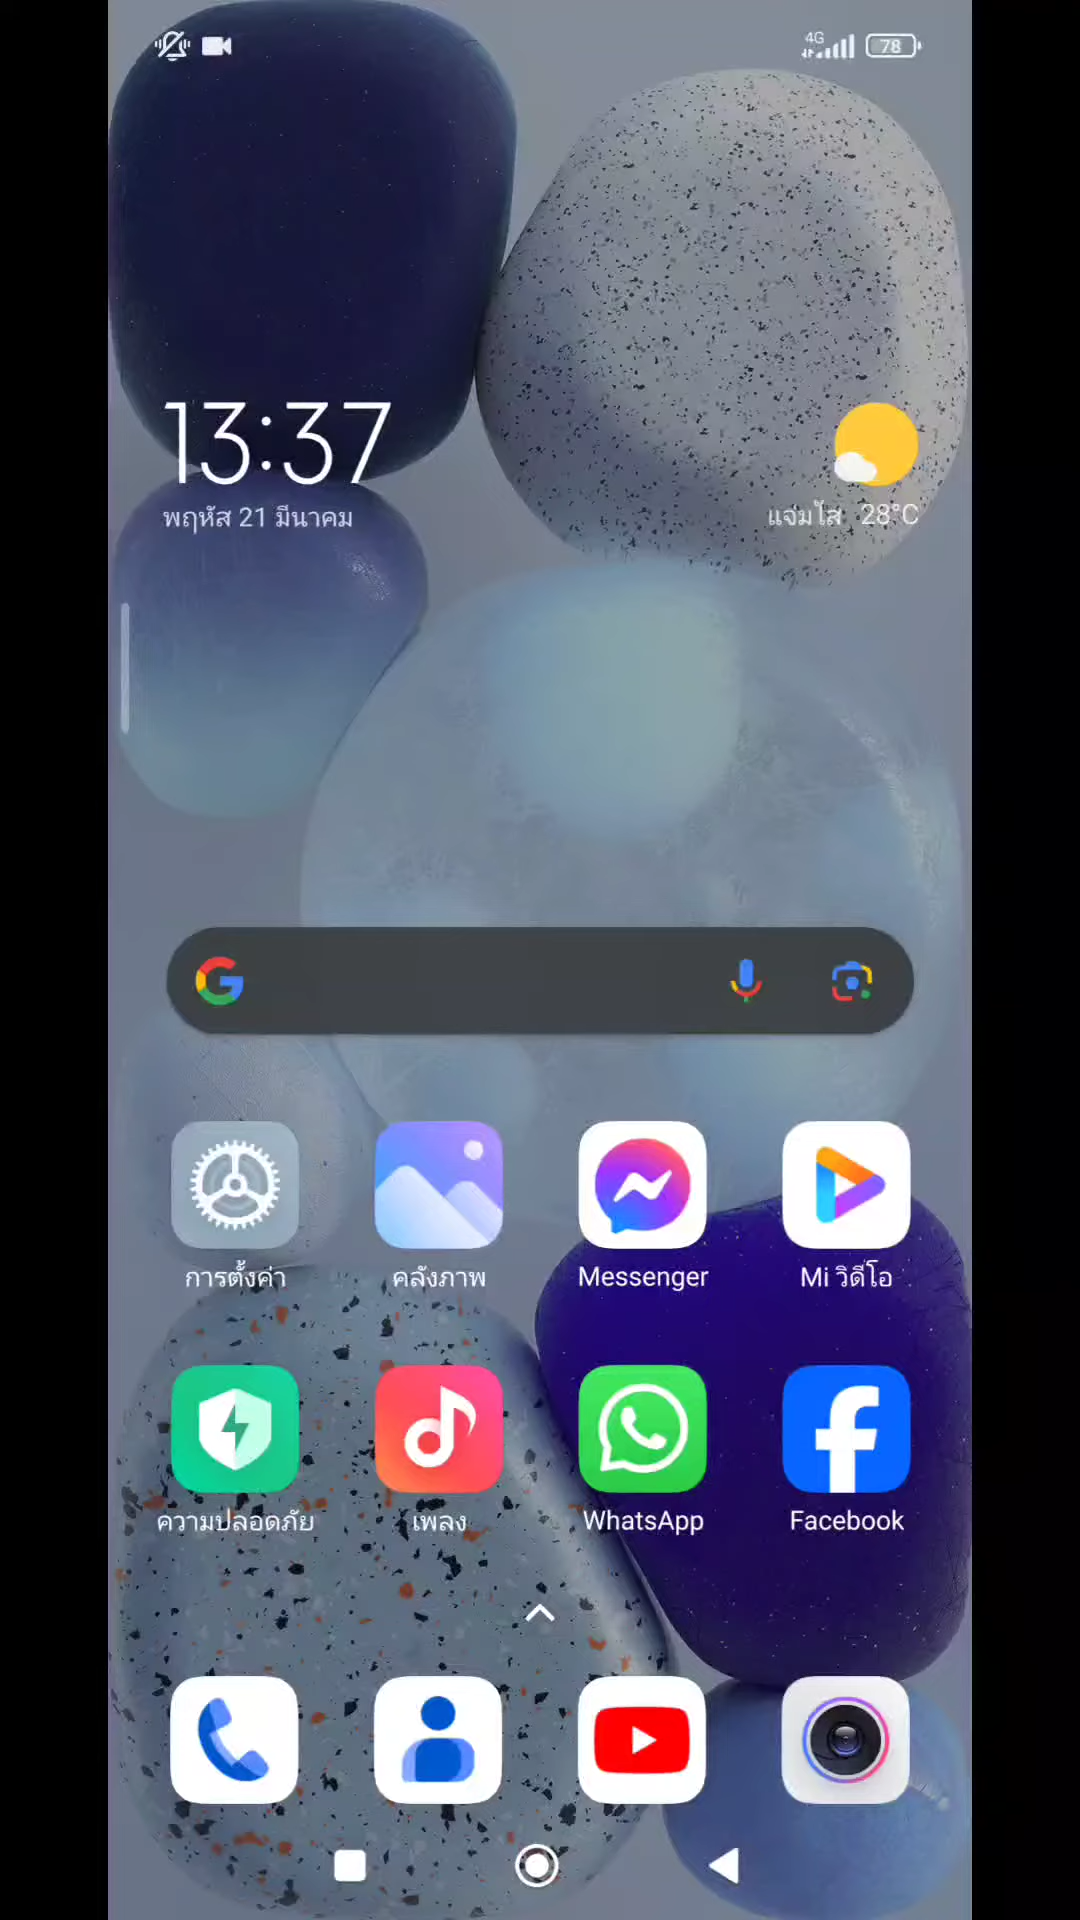 4G
78
13:37
พฤหัส 21 มีนาคม
แจ่มใส 28°C
การตั้งค่า
คลังภาพ
Messenger
Mi วิดีโอ
ความปลอดภัย
เพลง
WhatsApp
Facebook